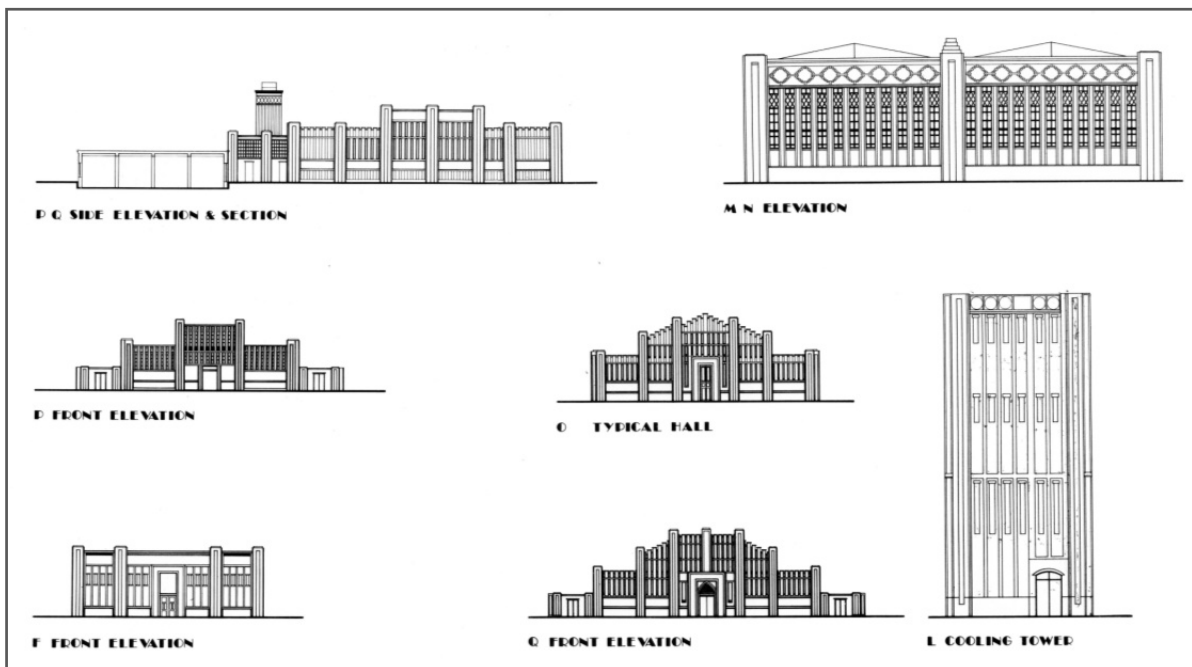 P Q SIDE ELEVATION & SECTION
M N ELEVATION
P FRONT ELEVATION
O TYPICAL HALL
F FRONT ELEVATION
Q FRONT ELEVATION
L COOLING TOWER